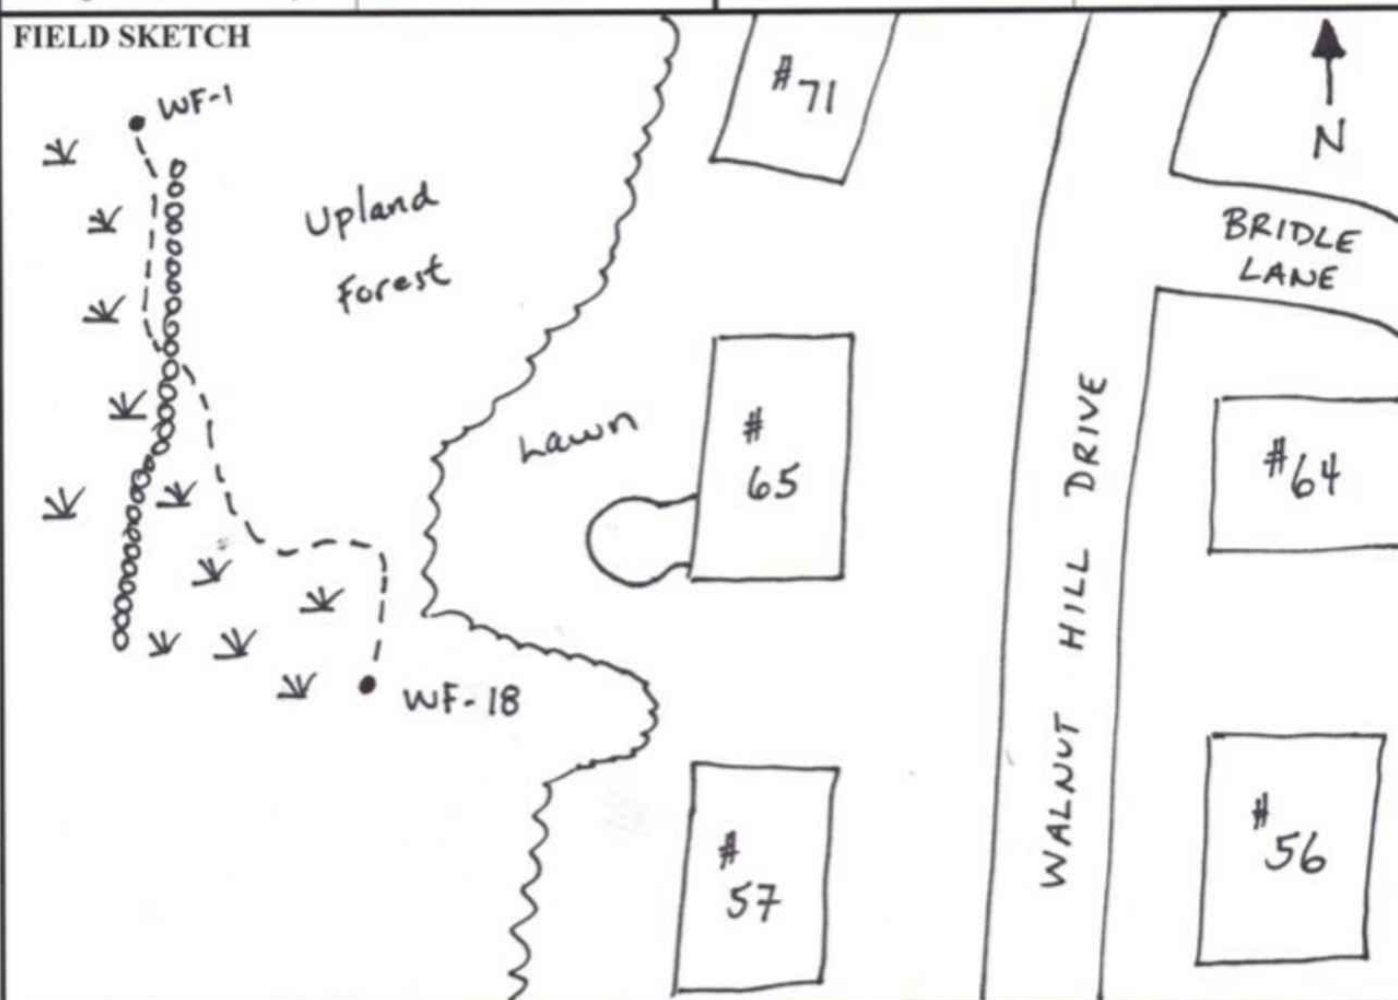 FIELD SKETCH
WF-1
# 71
N
Upland
Forest
BRIDLE
LANE
Lawn
#
65
# 64
WALNUT HILL DRIVE
WF-18
#
57
#
56